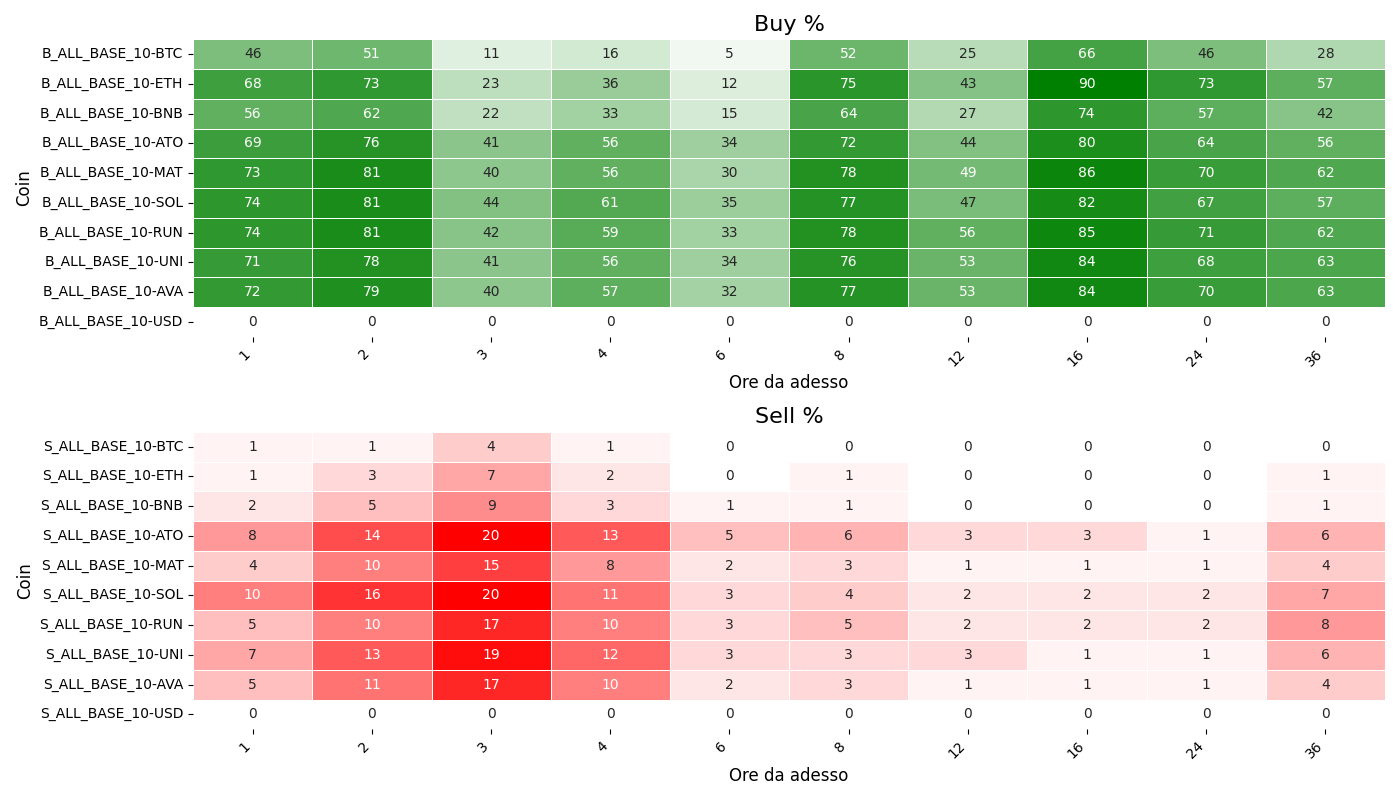 Buy %
Coin
B_ALL_BASE_10-BTC 46 51 11 16 5 52 25 66 46 28
B_ALL_BASE_10-ETH 68 73 23 36 12 75 43 90 73 57
B_ALL_BASE_10-BNB 56 62 22 33 15 64 27 74 57 42
B_ALL_BASE_10-ATO 69 76 41 56 34 72 44 80 64 56
B_ALL_BASE_10-MAT 73 81 40 56 30 78 49 86 70 62
B_ALL_BASE_10-SOL 74 81 44 61 35 77 47 82 67 57
B_ALL_BASE_10-RUN 74 81 42 59 33 78 56 85 71 62
B_ALL_BASE_10-UNI 71 78 41 56 34 76 53 84 68 63
B_ALL_BASE_10-AVA 72 79 40 57 32 77 53 84 70 63
B_ALL_BASE_10-USD 0 0 0 0 0 0 0 0 0 0
1 2 3 4 6 8 12 16 24 36
Ore da adesso
Sell %
Coin
S_ALL_BASE_10-BTC 1 1 4 1 0 0 0 0 0 0
S_ALL_BASE_10-ETH 1 3 7 2 0 1 0 0 0 1
S_ALL_BASE_10-BNB 2 5 9 3 1 1 0 0 0 1
S_ALL_BASE_10-ATO 8 14 20 13 5 6 3 3 1 6
S_ALL_BASE_10-MAT 4 10 15 8 2 3 1 1 1 4
S_ALL_BASE_10-SOL 10 16 20 11 3 4 2 2 2 7
S_ALL_BASE_10-RUN 5 10 17 10 3 5 2 2 2 8
S_ALL_BASE_10-UNI 7 13 19 12 3 3 3 1 1 6
S_ALL_BASE_10-AVA 5 11 17 10 2 3 1 1 1 4
S_ALL_BASE_10-USD 0 0 0 0 0 0 0 0 0 0
1 2 3 4 6 8 12 16 24 36
Ore da adesso